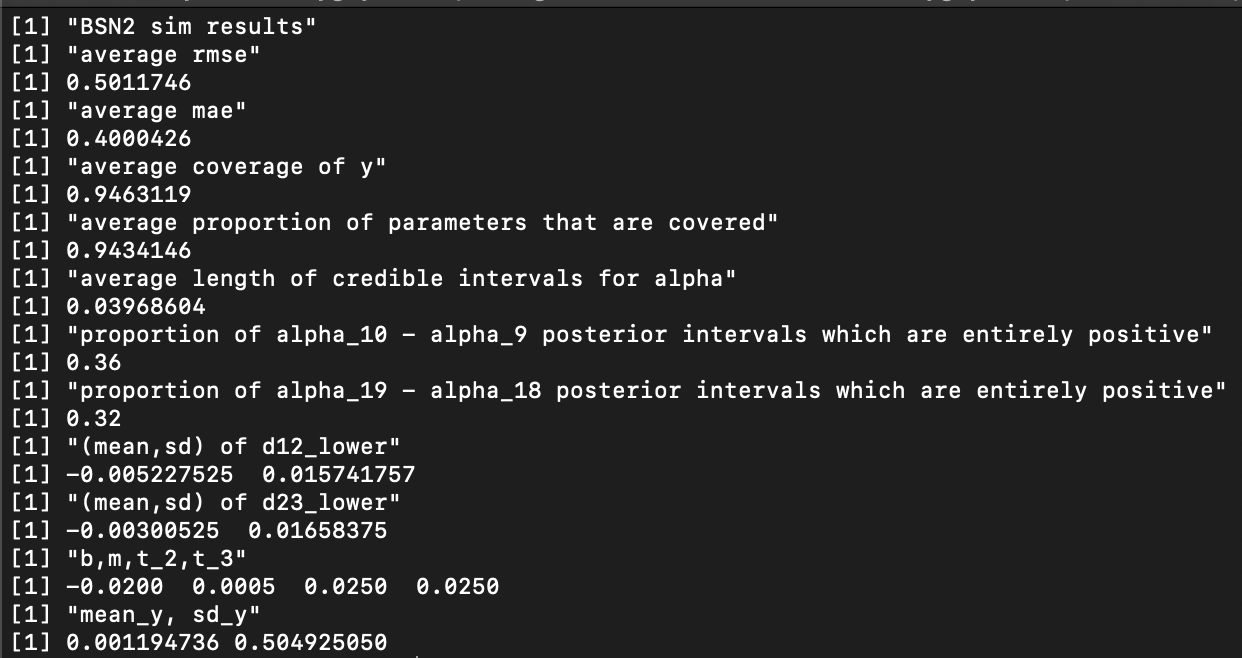 [1] "BSN2 sim results"
[1] "average rmse"
[1] 0.5011746
[1] "average mae"
[1] 0.4000426
[1] "average coverage of y"
[1] 0.9463119
[1] "average proportion of parameters that are covered"
[1] 0.9434146
[1] "average length of credible intervals for alpha"
[1] 0.03968604
[1] "proportion of alpha_10 - alpha_9 posterior intervals which are entirely positive"
[1] 0.36
[1] "proportion of alpha_19 - alpha_18 posterior intervals which are entirely positive"
[1] 0.32
[1] "(mean,sd) of d12_lower"
[1] -0.005227525  0.015741757
[1] "(mean,sd) of d23_lower"
[1] -0.00300525  0.01658375
[1] "b,m,t_2,t_3"
[1] -0.0200  0.0005  0.0250  0.0250
[1] "mean_y, sd_y"
[1] 0.001194736 0.504925050